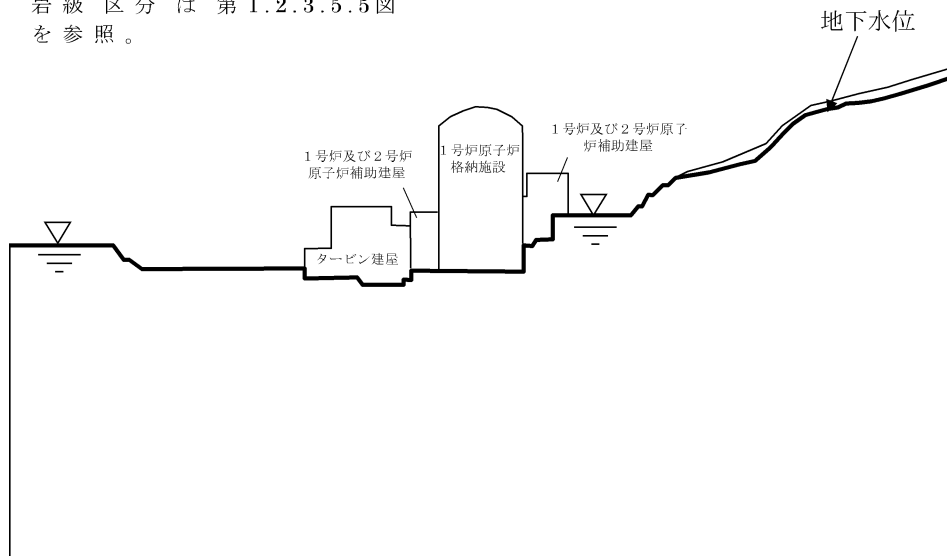 岩級区分は第1.2.3.5.5図
を参照。
地下水位
1号炉及び2号炉
原子炉補助建屋
1号炉原子炉
格納施設
1号炉及び2号炉原子
炉補助建屋
タービン建屋